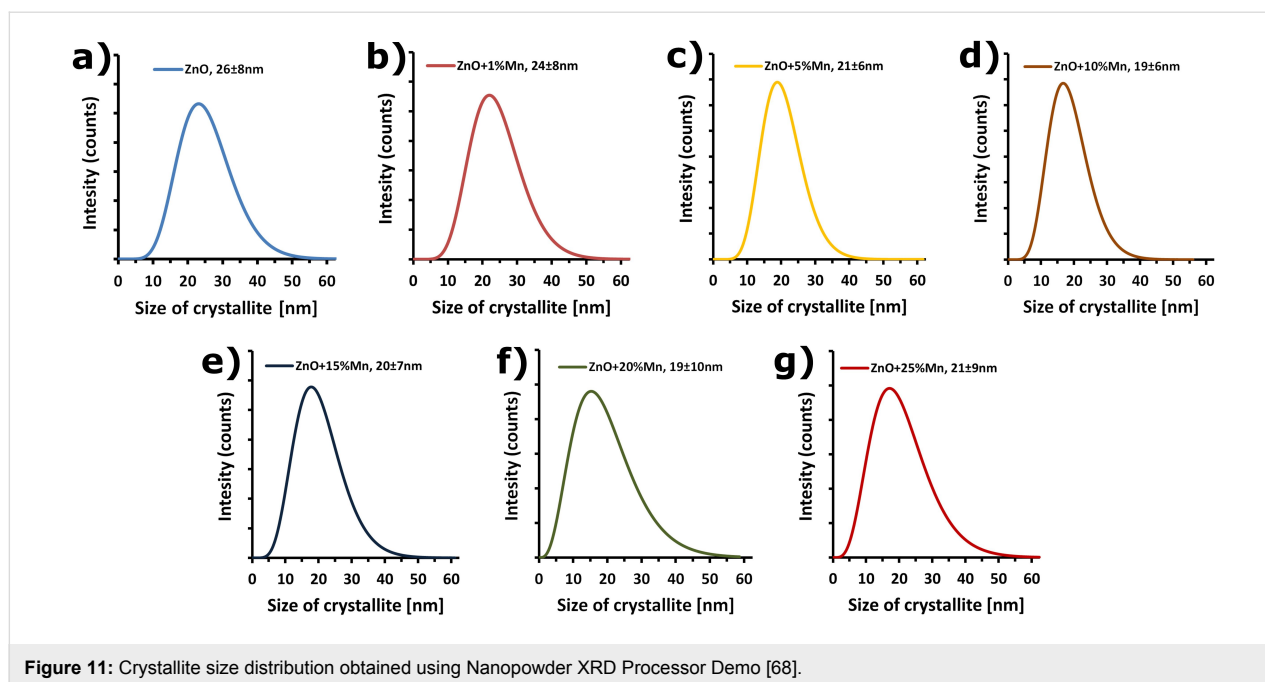 a)
ZnO, 26±8nm
Intesity (counts)
0 10 20 30 40 50 60
Size of crystallite [nm]
b)
ZnO+1%Mn, 24±8nm
Intesity (counts)
0 10 20 30 40 50 60
Size of crystallite [nm]
c)
ZnO+5%Mn, 21±6nm
Intesity (counts)
0 10 20 30 40 50 60
Size of crystallite [nm]
d)
ZnO+10%Mn, 19±6nm
Intesity (counts)
0 10 20 30 40 50 60
Size of crystallite [nm]
e)
ZnO+15%Mn, 20±7nm
Intesity (counts)
0 10 20 30 40 50 60
Size of crystallite [nm]
f)
ZnO+20%Mn, 19±10nm
Intesity (counts)
0 10 20 30 40 50 60
Size of crystallite [nm]
g)
ZnO+25%Mn, 21±9nm
Intesity (counts)
0 10 20 30 40 50 60
Size of crystallite [nm]
Figure 11: Crystallite size distribution obtained using Nanopowder XRD Processor Demo [68].